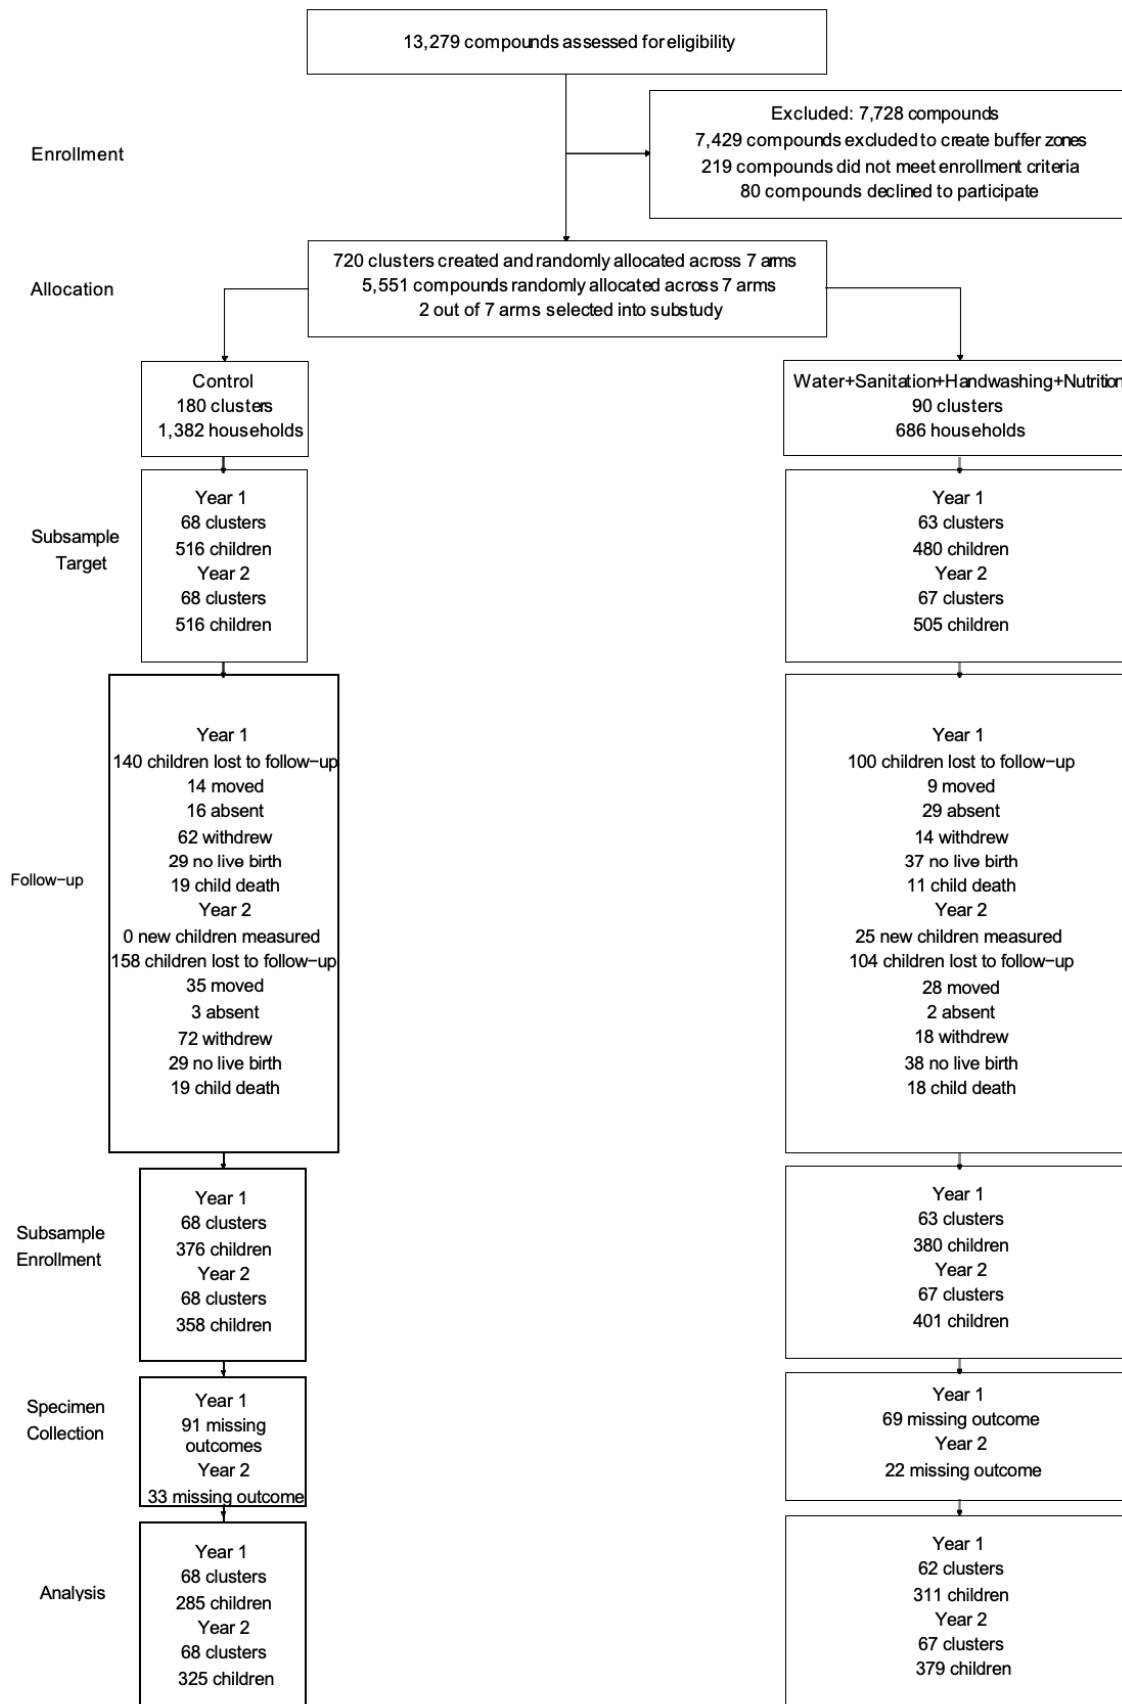 13,279 compounds assessed for eligibility
Enrollment
Excluded: 7,728 compounds
7,429 compounds excluded to create buffer zones
219 compounds did not meet enrollment criteria
80 compounds declined to participate
Allocation
720 clusters created and randomly allocated across 7 arms
5,551 compounds randomly allocated across 7 arms
2 out of 7 arms selected into substudy
Control
180 clusters
1,382 households
Water+Sanitation+Handwashing+Nutrition
90 clusters
686 households
Subsample
Target
Year 1
68 clusters
516 children
Year 2
68 clusters
516 children
Year 1
63 clusters
480 children
Year 2
67 clusters
505 children
Follow-up
Year 1
140 children lost to follow-up
14 moved
16 absent
62 withdrew
29 no live birth
19 child death
Year 2
0 new children measured
158 children lost to follow-up
35 moved
3 absent
72 withdrew
29 no live birth
19 child death
Year 1
100 children lost to follow-up
9 moved
29 absent
14 withdrew
37 no live birth
11 child death
Year 2
25 new children measured
104 children lost to follow-up
28 moved
2 absent
18 withdrew
38 no live birth
18 child death
Subsample
Enrollment
Year 1
68 clusters
376 children
Year 2
68 clusters
358 children
Year 1
63 clusters
380 children
Year 2
67 clusters
401 children
Specimen
Collection
Year 1
91 missing
outcomes
Year 2
33 missing outcome
Year 1
69 missing outcome
Year 2
22 missing outcome
Analysis
Year 1
68 clusters
285 children
Year 2
68 clusters
325 children
Year 1
62 clusters
311 children
Year 2
67 clusters
379 children